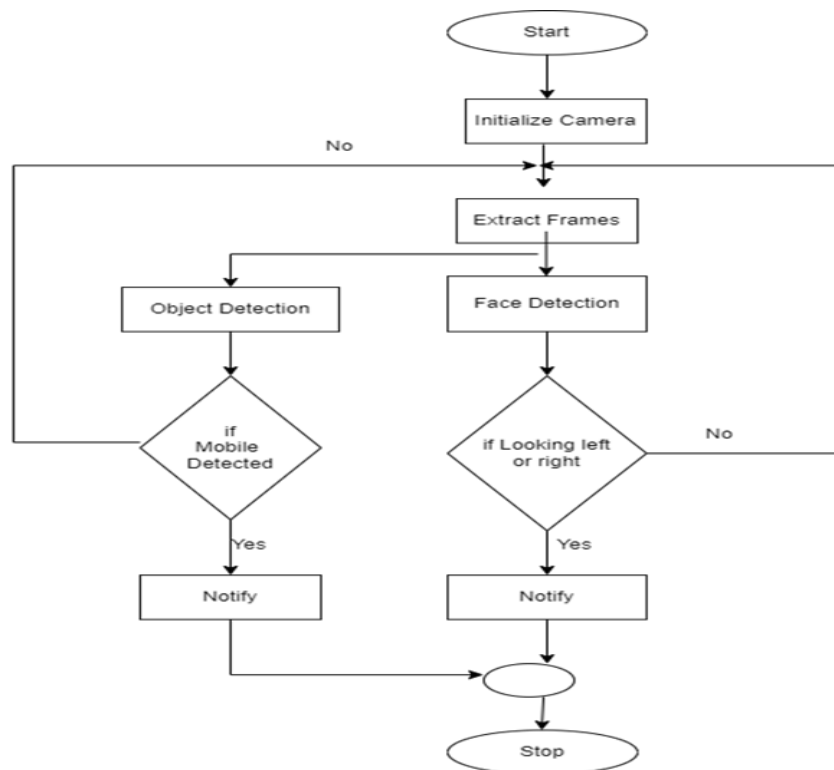 Start
Initialize Camera
No
Extract Frames
Object Detection
Face Detection
if
Mobile
Detected
if Looking left
or right
No
Yes
Yes
Notify
Notify
Stop